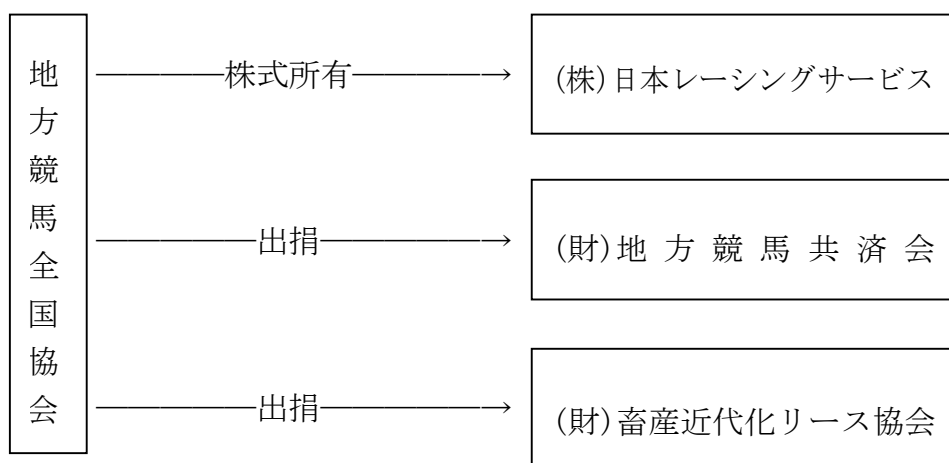 地方競馬全国協会
株式所有
(株)日本レーシングサービス
出捐
(財)地方競馬共済会
出捐
(財)畜産近代化リース協会